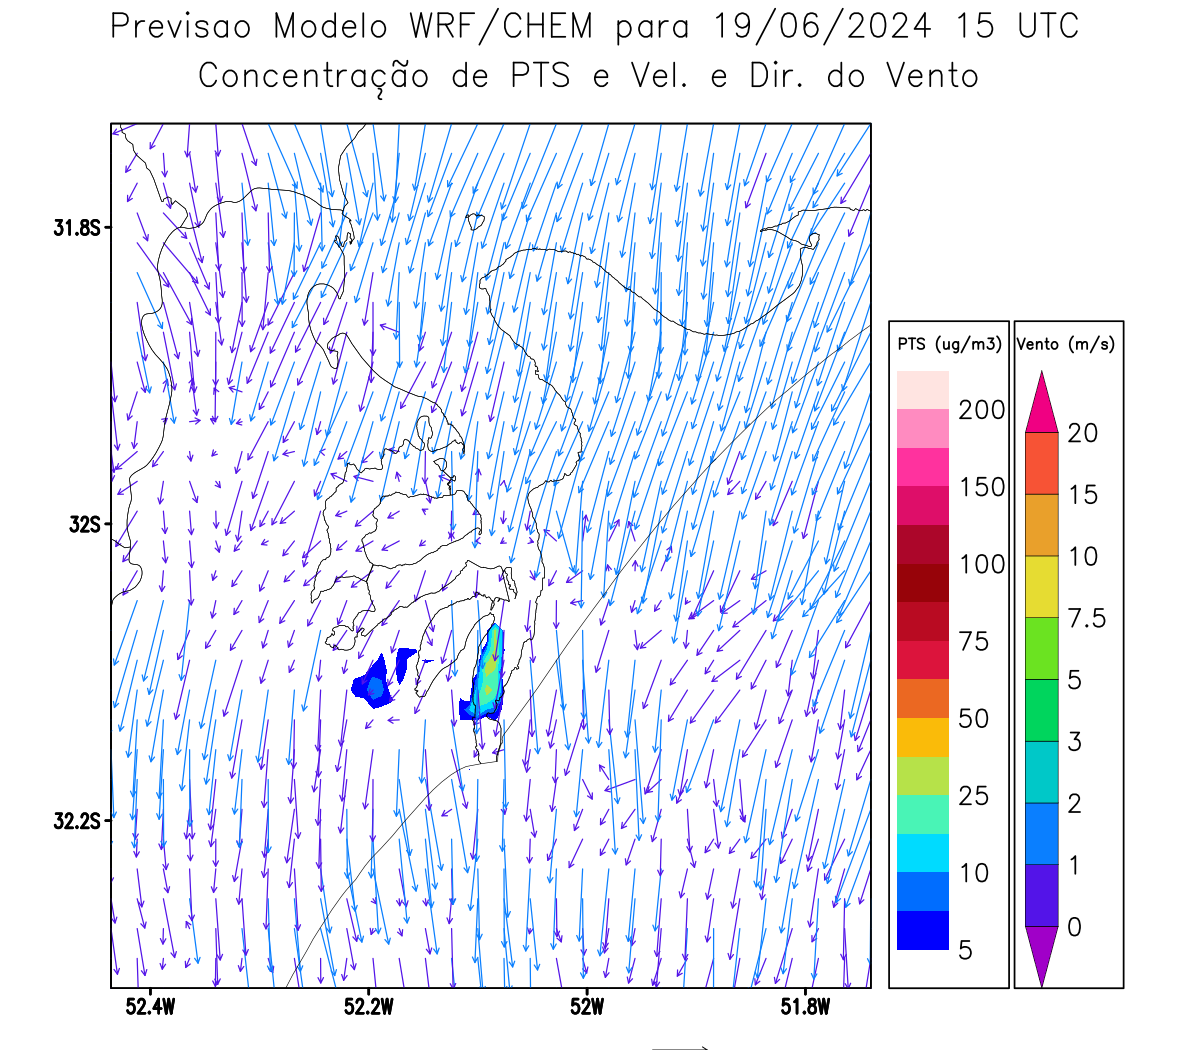 Previsao Modelo WRF/CHEM para 19/06/2024 15 UTC
Concentração de PTS e Vel. e Dir. do Vento
31.8S
32S
32.2S
52.4W
52.2W
52W
51.8W
PTS (ug/m3)
200
150
100
75
50
25
10
5
Vento (m/s)
20
15
10
7.5
5
3
2
1
0